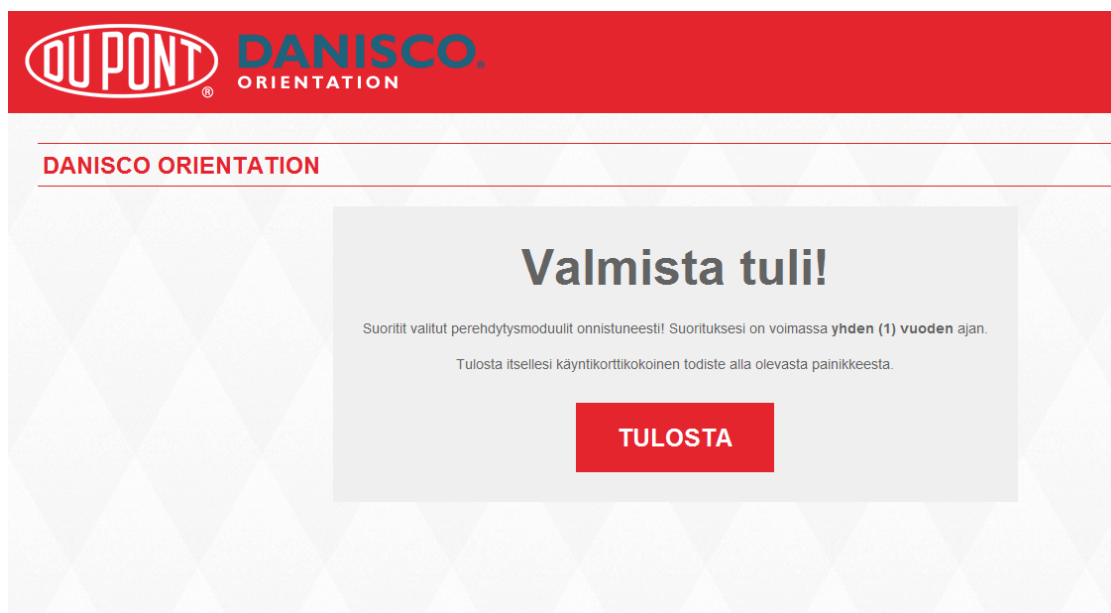 DU PONT®
DANISCO.
ORIENTATION
DANISCO ORIENTATION
Valmista tuli!
Suoritit valitut perehdytysmoduulit onnistuneesti! Suorituksesi on voimassa yhden (1) vuoden ajan.
Tulosta itsellesi käyntikorttikokoinen todiste alla olevasta painikkeesta.
TULOSTA